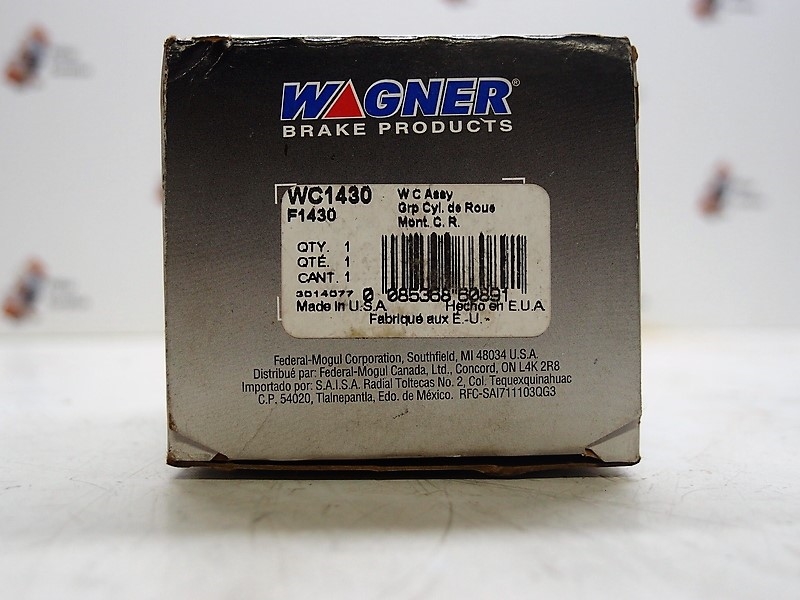 WAGNER®
BRAKE PRODUCTS
WC1430
F1430
W C Assy
Grp Cyl. de Roue
Mont. C. R.
QTY. 1
QTÉ. 1
CANT. 1
3014077
0 085368 60891
Made in U.S.A
Hecho en E.U.A
Fabriqué aux É.-U.-
Federal-Mogul Corporation, Southfield, MI 48034 U.S.A.
Distribué par: Federal-Mogul Canada, Ltd., Concord, ON L4K 2R8
Importado por: S.A.I.S.A. Radial Toltecas No. 2, Col. Tequexquinahuac
C.P. 54020, Tlalnepantla, Edo. de México. RFC-SAI711103QG3